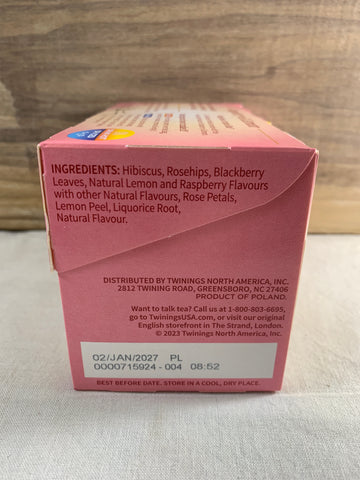 INGREDIENTS: Hibiscus, Rosehips, Blackberry
Leaves, Natural Lemon and Raspberry Flavours
with other Natural Flavours, Rose Petals,
Lemon Peel, Liquorice Root,
Natural Flavour.
DISTRIBUTED BY TWININGS NORTH AMERICA, INC.
2812 TWINING ROAD, GREENSBORO, NC 27406
PRODUCT OF POLAND.
Want to talk tea? Call us at 1-800-803-6695,
go to TwiningsUSA.com, or visit our original
English storefront in The Strand, London.
© 2023 Twinings North America, Inc.
02/JAN/2027 PL
0000715924 - 004 08:52
BEST BEFORE DATE. STORE IN A COOL, DRY PLACE.